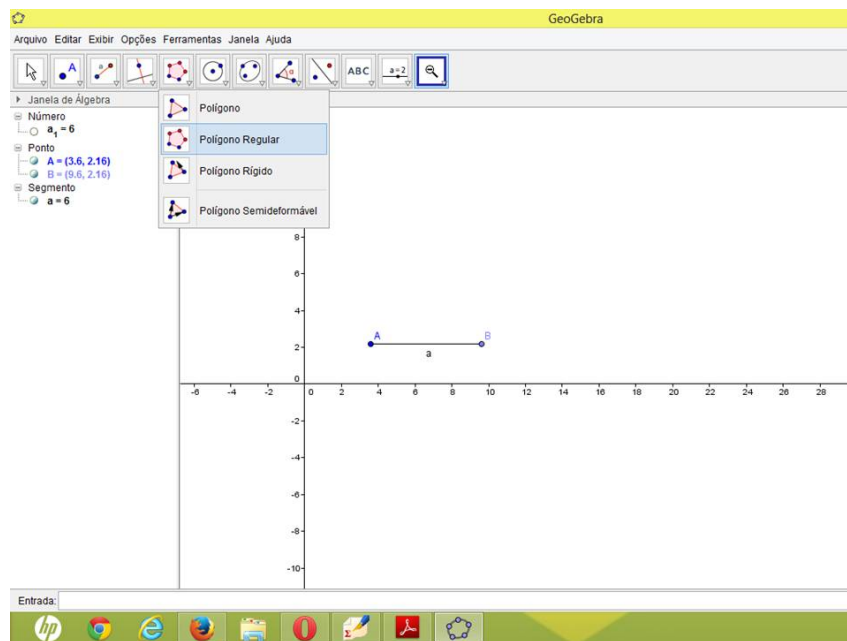 GeoGebra
Arquivo Editar Exibir Opções Ferramentas Janela Ajuda
A a α ABC a=2
Janela de Álgebra
Número
a₁ = 6
Ponto
A = (3.6, 2.16)
B = (9.6, 2.16)
Segmento
a = 6
Polígono
Polígono Regular
Polígono Rígido
Polígono Semideformável
8
6
4
A B
2
a
0
-6 -4 -2 0 2 4 6 8 10 12 14 16 18 20 22 24 26 28
-2
-4
-6
-8
-10
Entrada:
hp